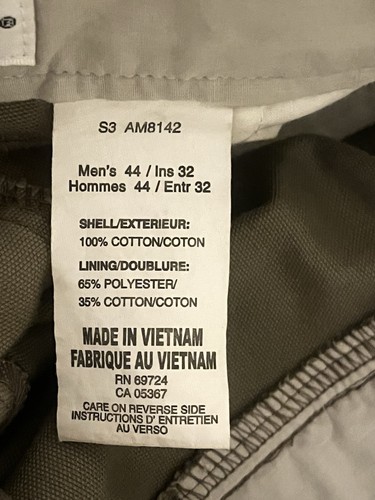 S3 AM8142
Men's 44 / Ins 32
Hommes 44 / Entr 32
SHELL/EXTERIEUR:
100% COTTON/COTON
LINING/DOUBLURE:
65% POLYESTER/
35% COTTON/COTON
MADE IN VIETNAM
FABRIQUE AU VIETNAM
RN 69724
CA 05367
CARE ON REVERSE SIDE
INSTRUCTIONS D' ENTRETIEN
AU VERSO